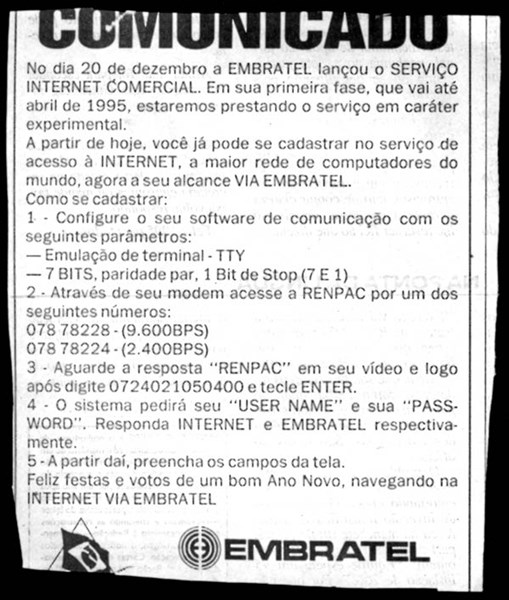 COMUNICADO
No dia 20 de dezembro a EMBRATEL lançou o SERVIÇO
INTERNET COMERCIAL. Em sua primeira fase, que vai até
abril de 1995, estaremos prestando o serviço em caráter
experimental.
A partir de hoje, você já pode se cadastrar no serviço de
acesso à INTERNET, a maior rede de computadores do
mundo, agora a seu alcance VIA EMBRATEL.
Como se cadastrar:
1 - Configure o seu software de comunicação com os
seguintes parâmetros:
— Emulação de terminal - TTY
— 7 BITS, paridade par, 1 Bit de Stop (7 E 1)
2 - Através de seu modem acesse a RENPAC por um dos
seguintes números:
078 78228 - (9.600BPS)
078 78224 - (2.400BPS)
3 - Aguarde a resposta "RENPAC" em seu vídeo e logo
após digite 0724021050400 e tecle ENTER.
4 - O sistema pedirá seu "USER NAME" e sua "PASS-
WORD". Responda INTERNET e EMBRATEL respectiva-
mente.
5 - A partir daí, preencha os campos da tela.
Feliz festas e votos de um bom Ano Novo, navegando na
INTERNET VIA EMBRATEL
EMBRATEL